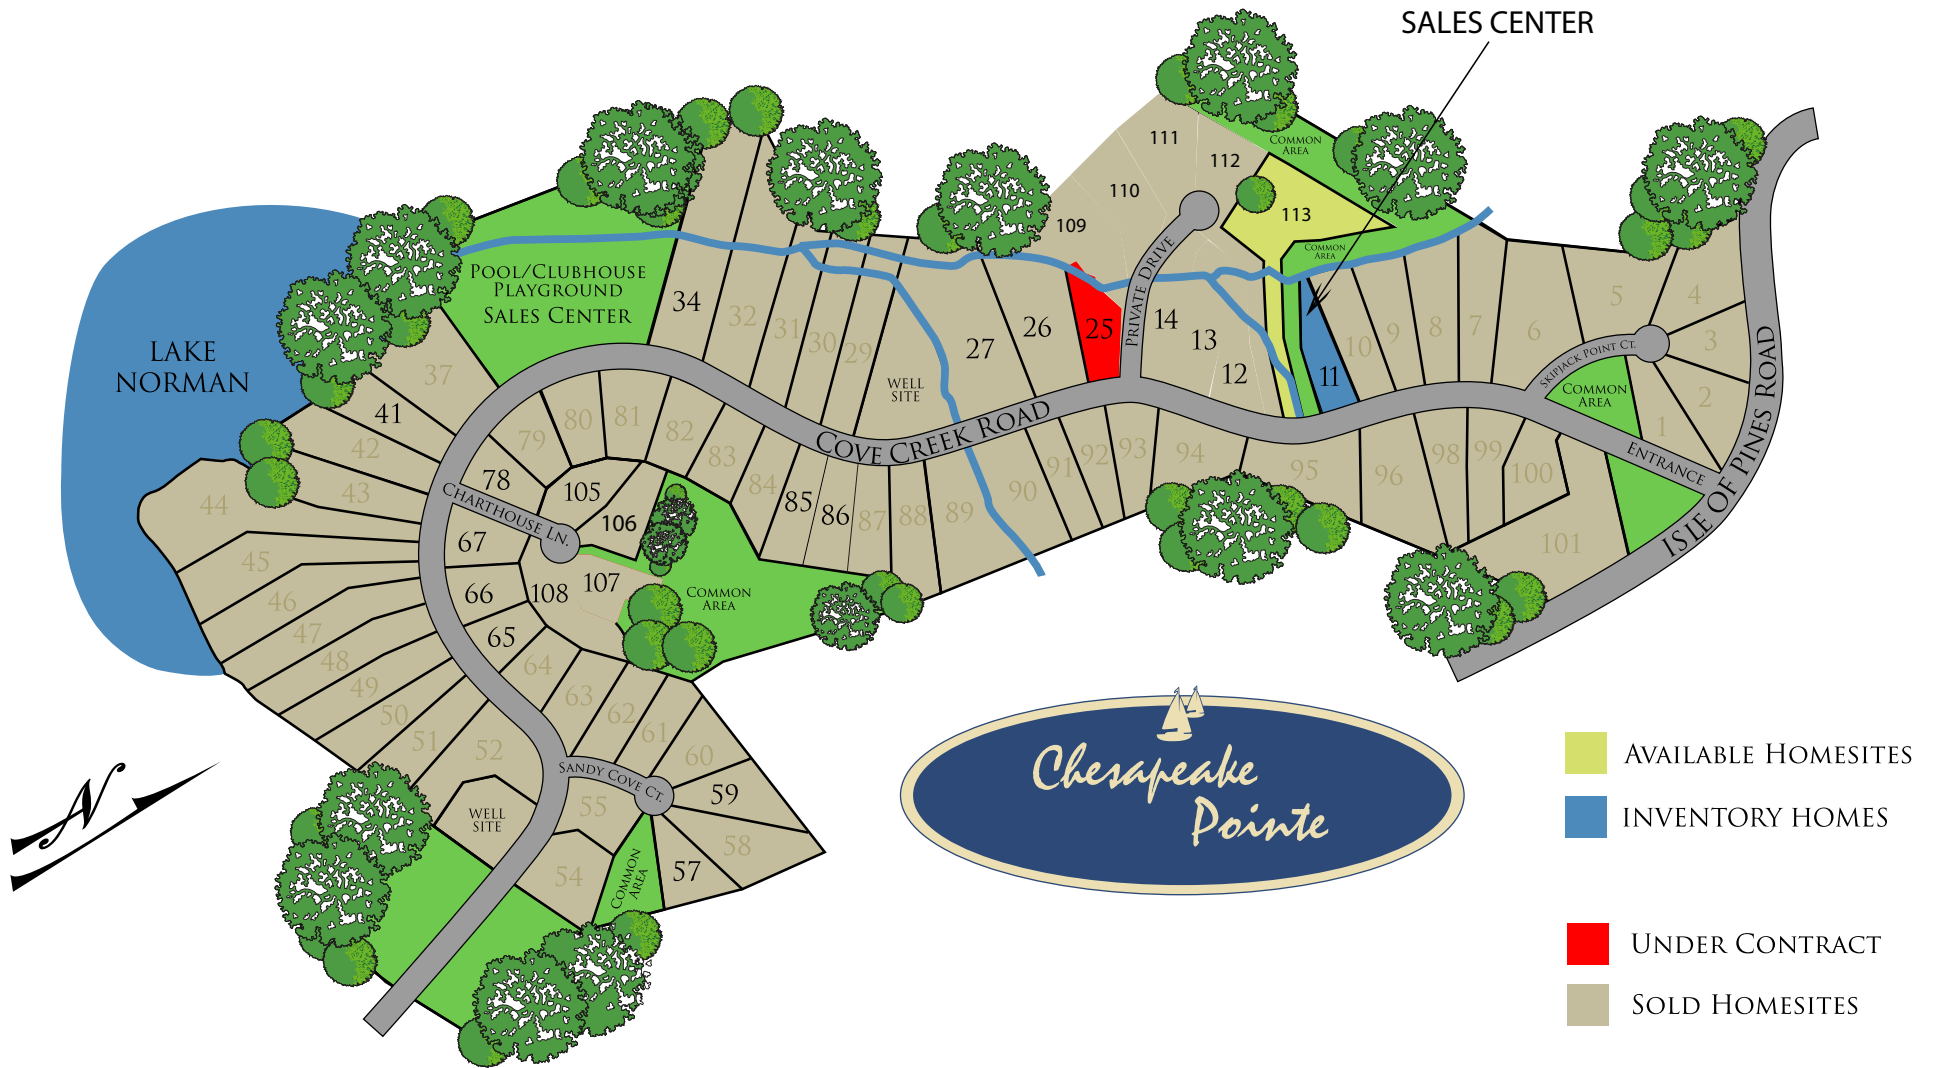 SALES CENTER
111
112
COMMON
AREA
110
113
109
COMMON
AREA
PRIVATE DRIVE
POOL/CLUBHOUSE
PLAYGROUND
SALES CENTER
LAKE
NORMAN
34
32
31
30
29
27
26
25
14
13
12
11
10
9
8
7
6
5
4
3
2
1
SKIPJACK POINT CT.
COMMON
AREA
ENTRANCE
ISLE OF PINES ROAD
WELL
SITE
COVE CREEK ROAD
37
41
42
43
44
45
46
47
48
49
50
51
52
78
79
80
81
82
83
84
85
86
87
88
89
90
91
92
93
94
95
96
98
99
100
101
CHARTHOUSE LN.
105
106
107
108
67
66
65
64
63
62
61
60
59
58
57
55
54
COMMON
AREA
SANDY COVE CT.
WELL
SITE
COMMON
AREA
N
Chesapeake
Pointe
AVAILABLE HOMESITES
INVENTORY HOMES
UNDER CONTRACT
SOLD HOMESITES